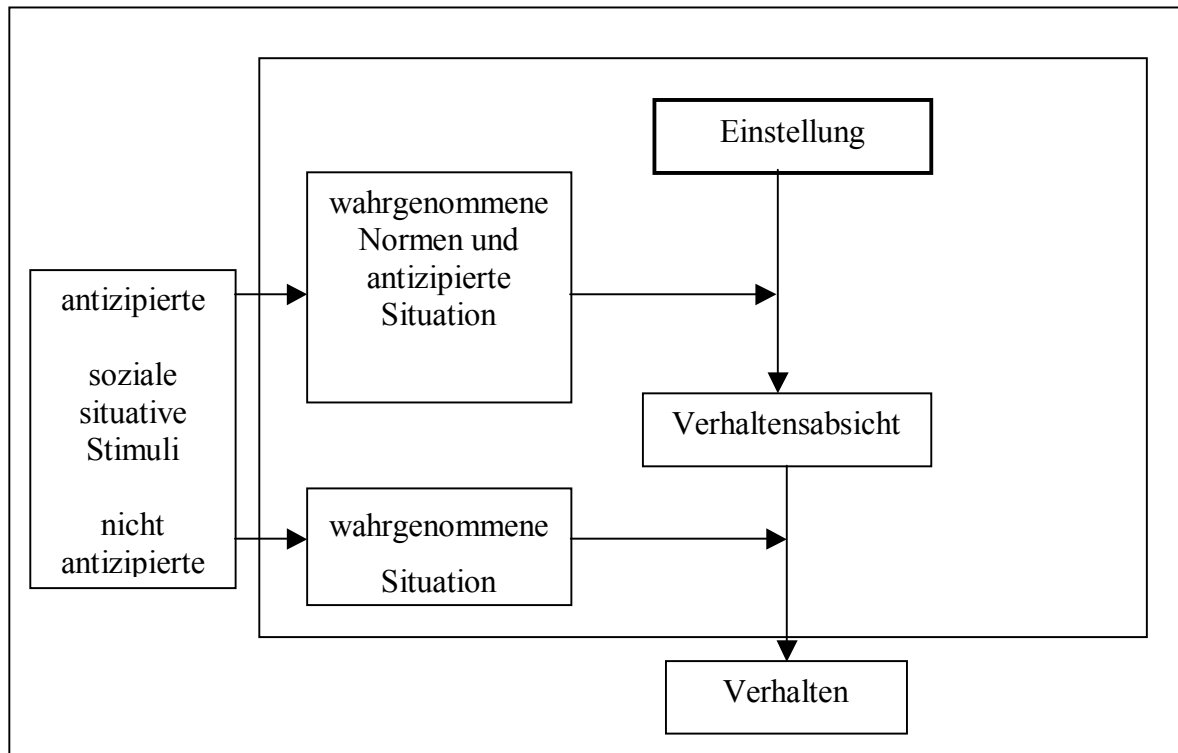 Einstellung
wahrgenommene
Normen und
antizipierte
Situation
antizipierte
soziale
situative
Stimuli
nicht
antizipierte
Verhaltensabsicht
wahrgenommene
Situation
Verhalten